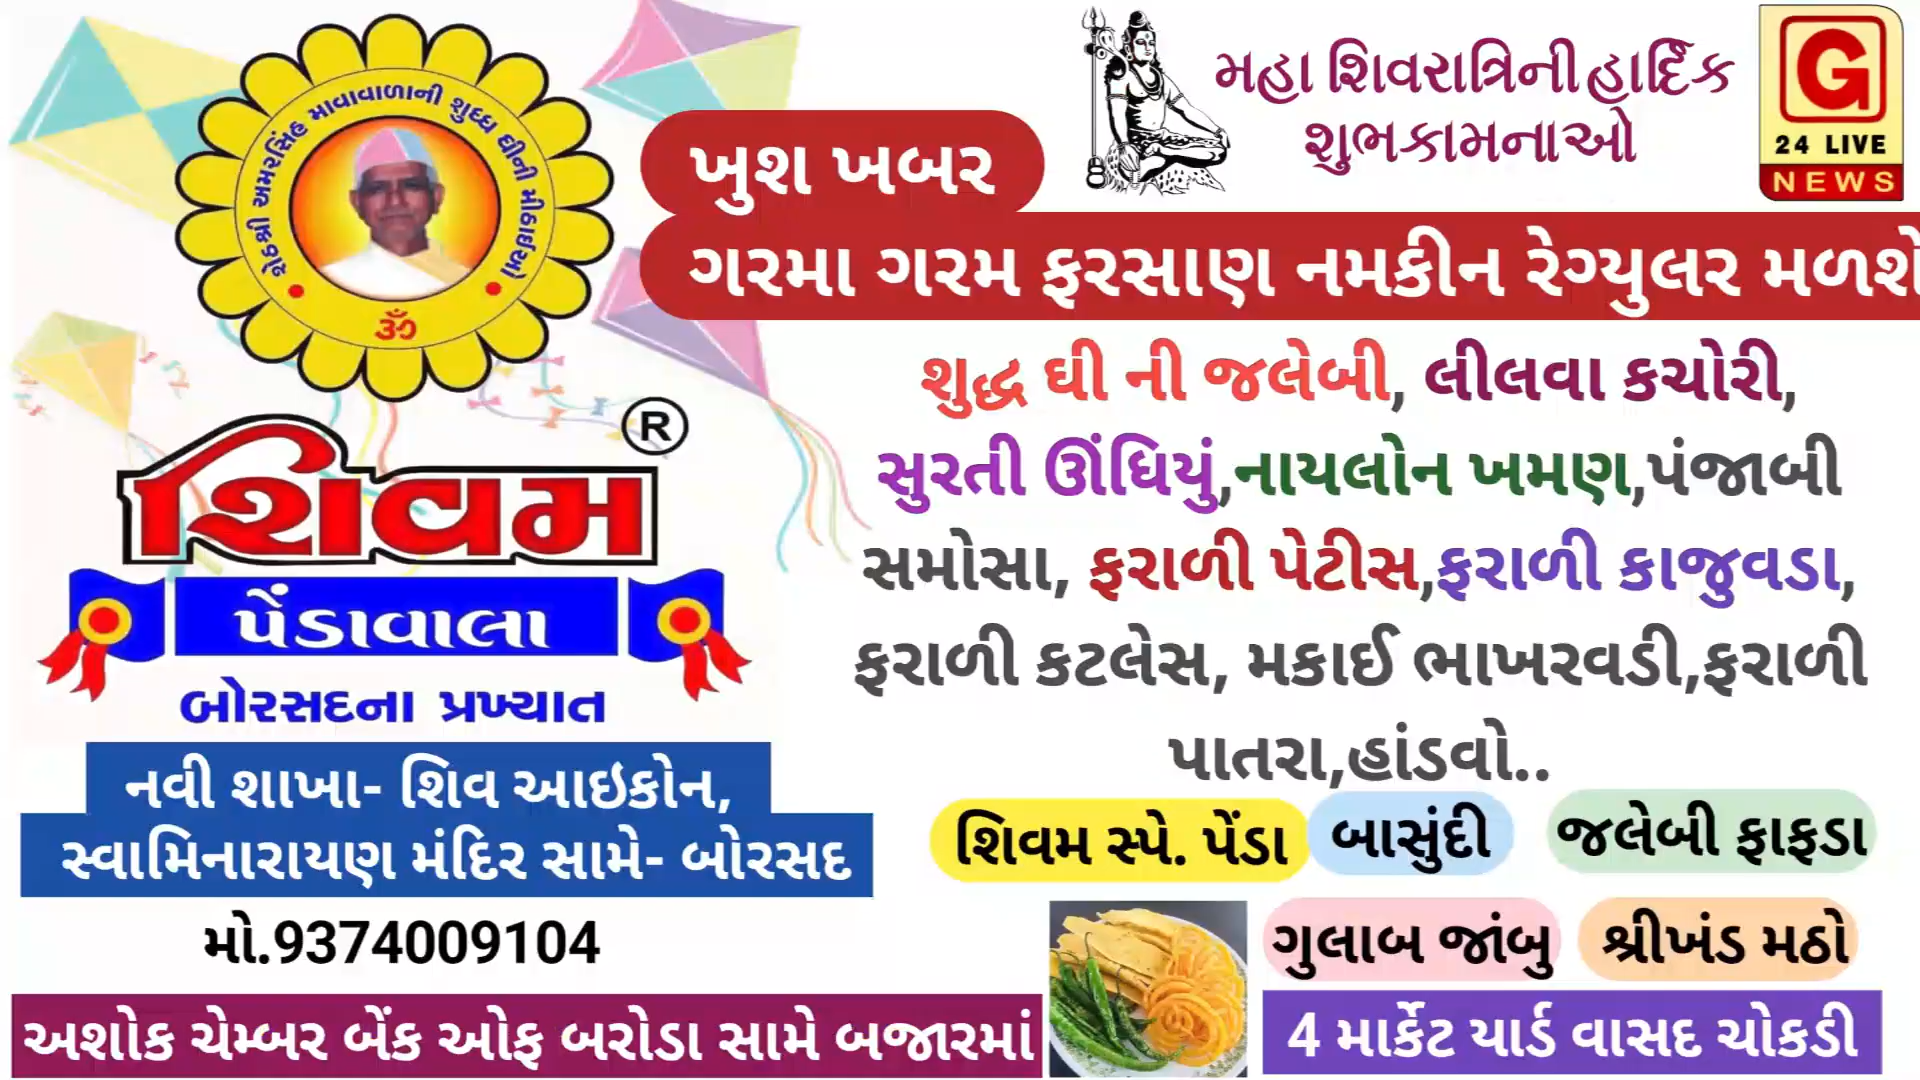 શેઠશ્રી અમરસિંહ માવાવાળાની શુધ્ધ ઘીની મીઠાઈઓ
ૐ
શિવમ ®
પેંડાવાલા
બોરસદના પ્રખ્યાત
નવી શાખા- શિવ આઇકોન,
સ્વામિનારાયણ મંદિર સામે- બોરસદ
મો.9374009104
અશોક ચેમ્બર બેંક ઓફ બરોડા સામે બજારમાં
મહા શિવરાત્રિની હાર્દિક
શુભકામનાઓ
G
24 LIVE
NEWS
ખુશ ખબર
ગરમા ગરમ ફરસાણ નમકીન રેગ્યુલર મળશે
શુદ્ધ ઘી ની જલેબી, લીલવા કચોરી,
સુરતી ઊંધિયું,નાયલોન ખમણ,પંજાબી
સમોસા, ફરાળી પેટીસ,ફરાળી કાજુવડા,
ફરાળી કટલેસ, મકાઈ ભાખરવડી,ફરાળી
પાતરા,હાંડવો..
શિવમ સ્પે. પેંડા બાસુંદી જલેબી ફાફડા
ગુલાબ જાંબુ શ્રીખંડ મઠો
4 માર્કેટ યાર્ડ વાસદ ચોકડી